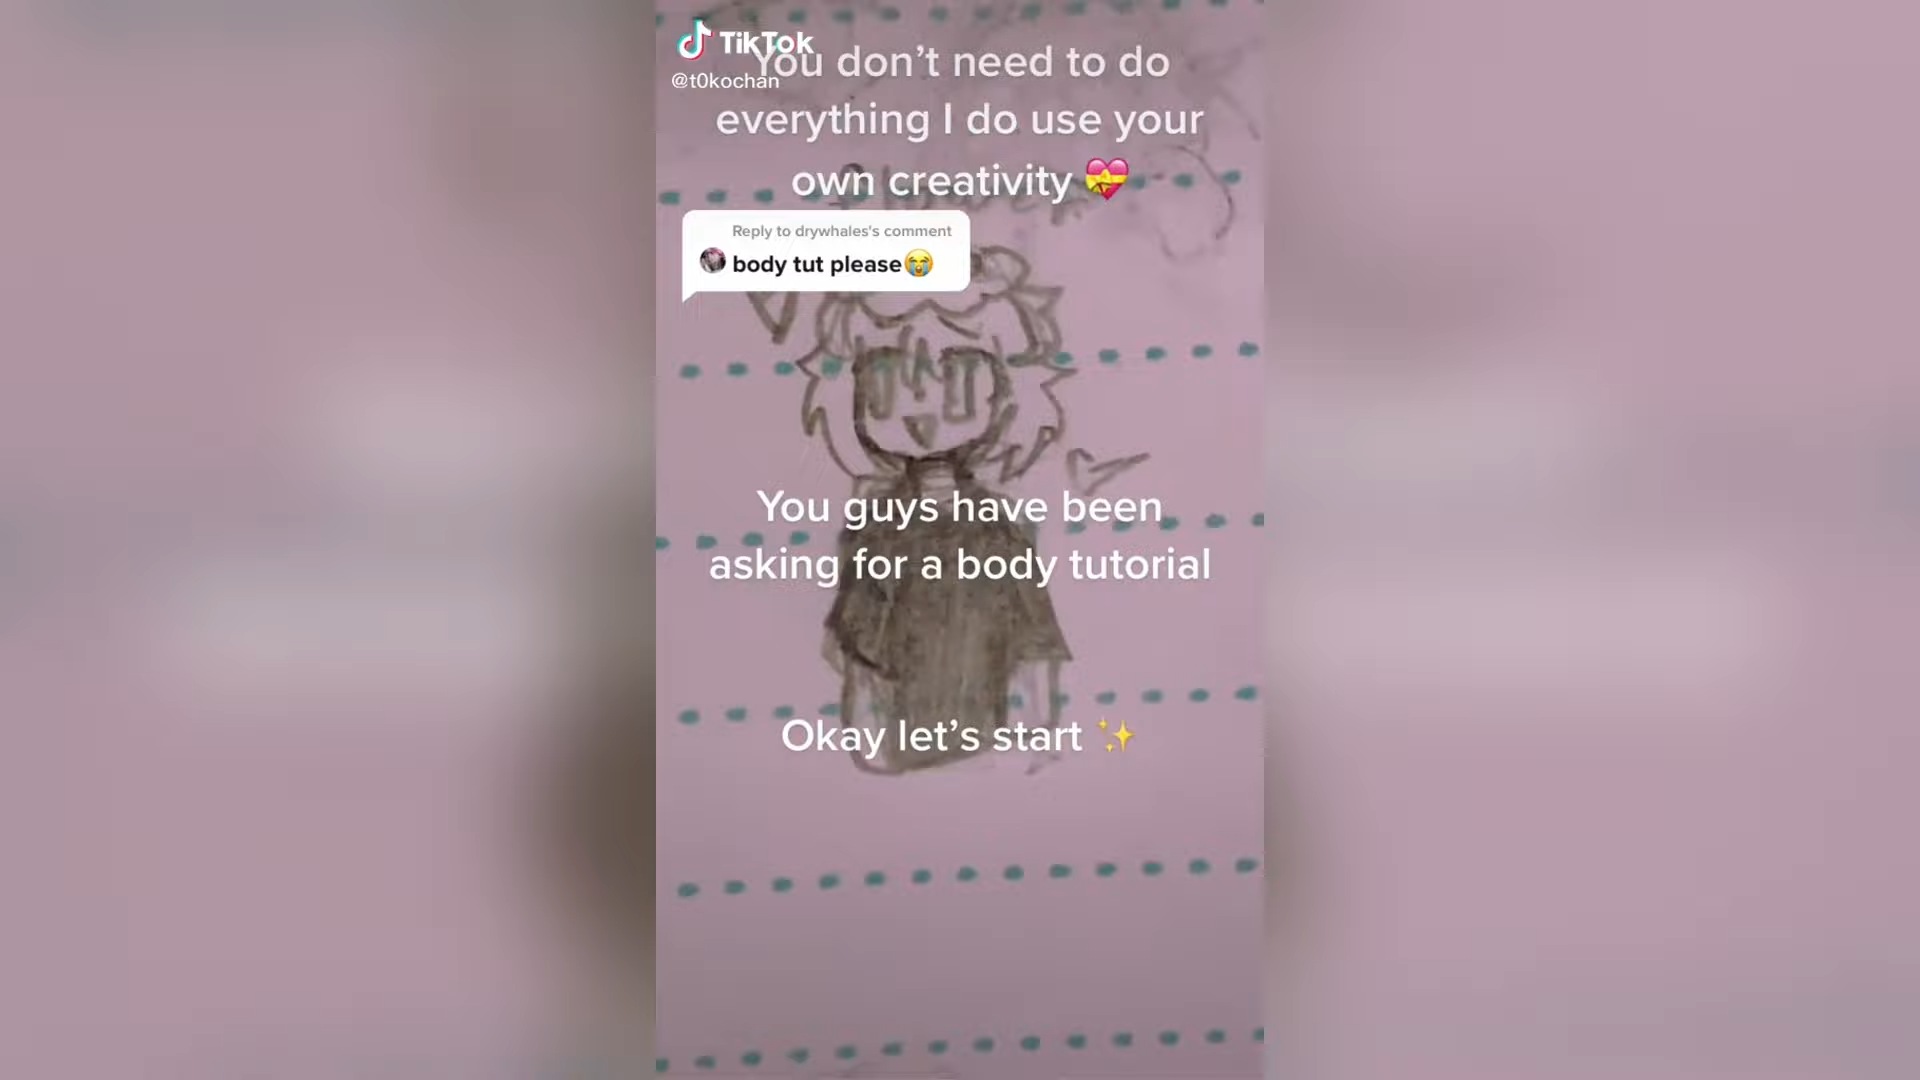 TikTok
@t0kochan
You don't need to do
everything I do use your
own creativity 💝
Reply to drywhales's comment
body tut please😭
You guys have been
asking for a body tutorial
Okay let's start ✨